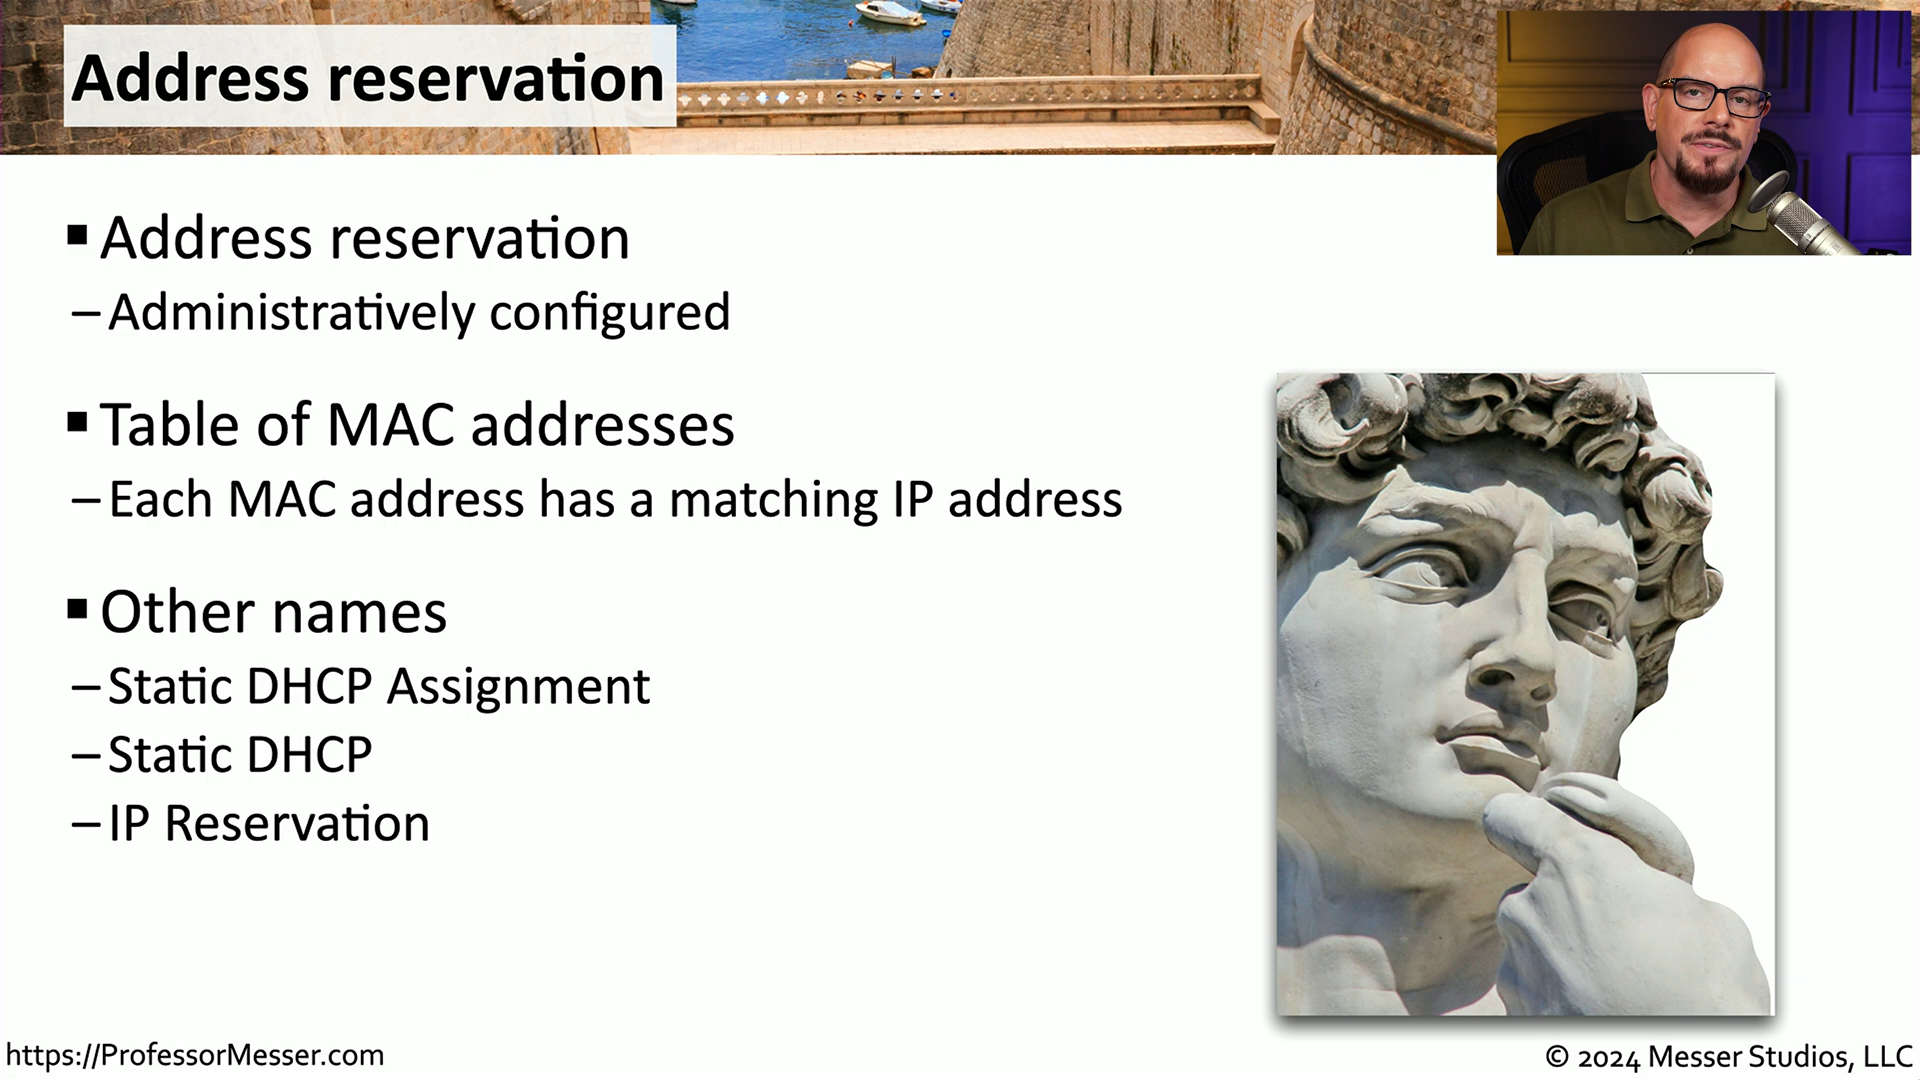 Address reservation
▪ Address reservation
– Administratively configured
▪ Table of MAC addresses
– Each MAC address has a matching IP address
▪ Other names
– Static DHCP Assignment
– Static DHCP
– IP Reservation
https://ProfessorMesser.com
© 2024 Messer Studios, LLC